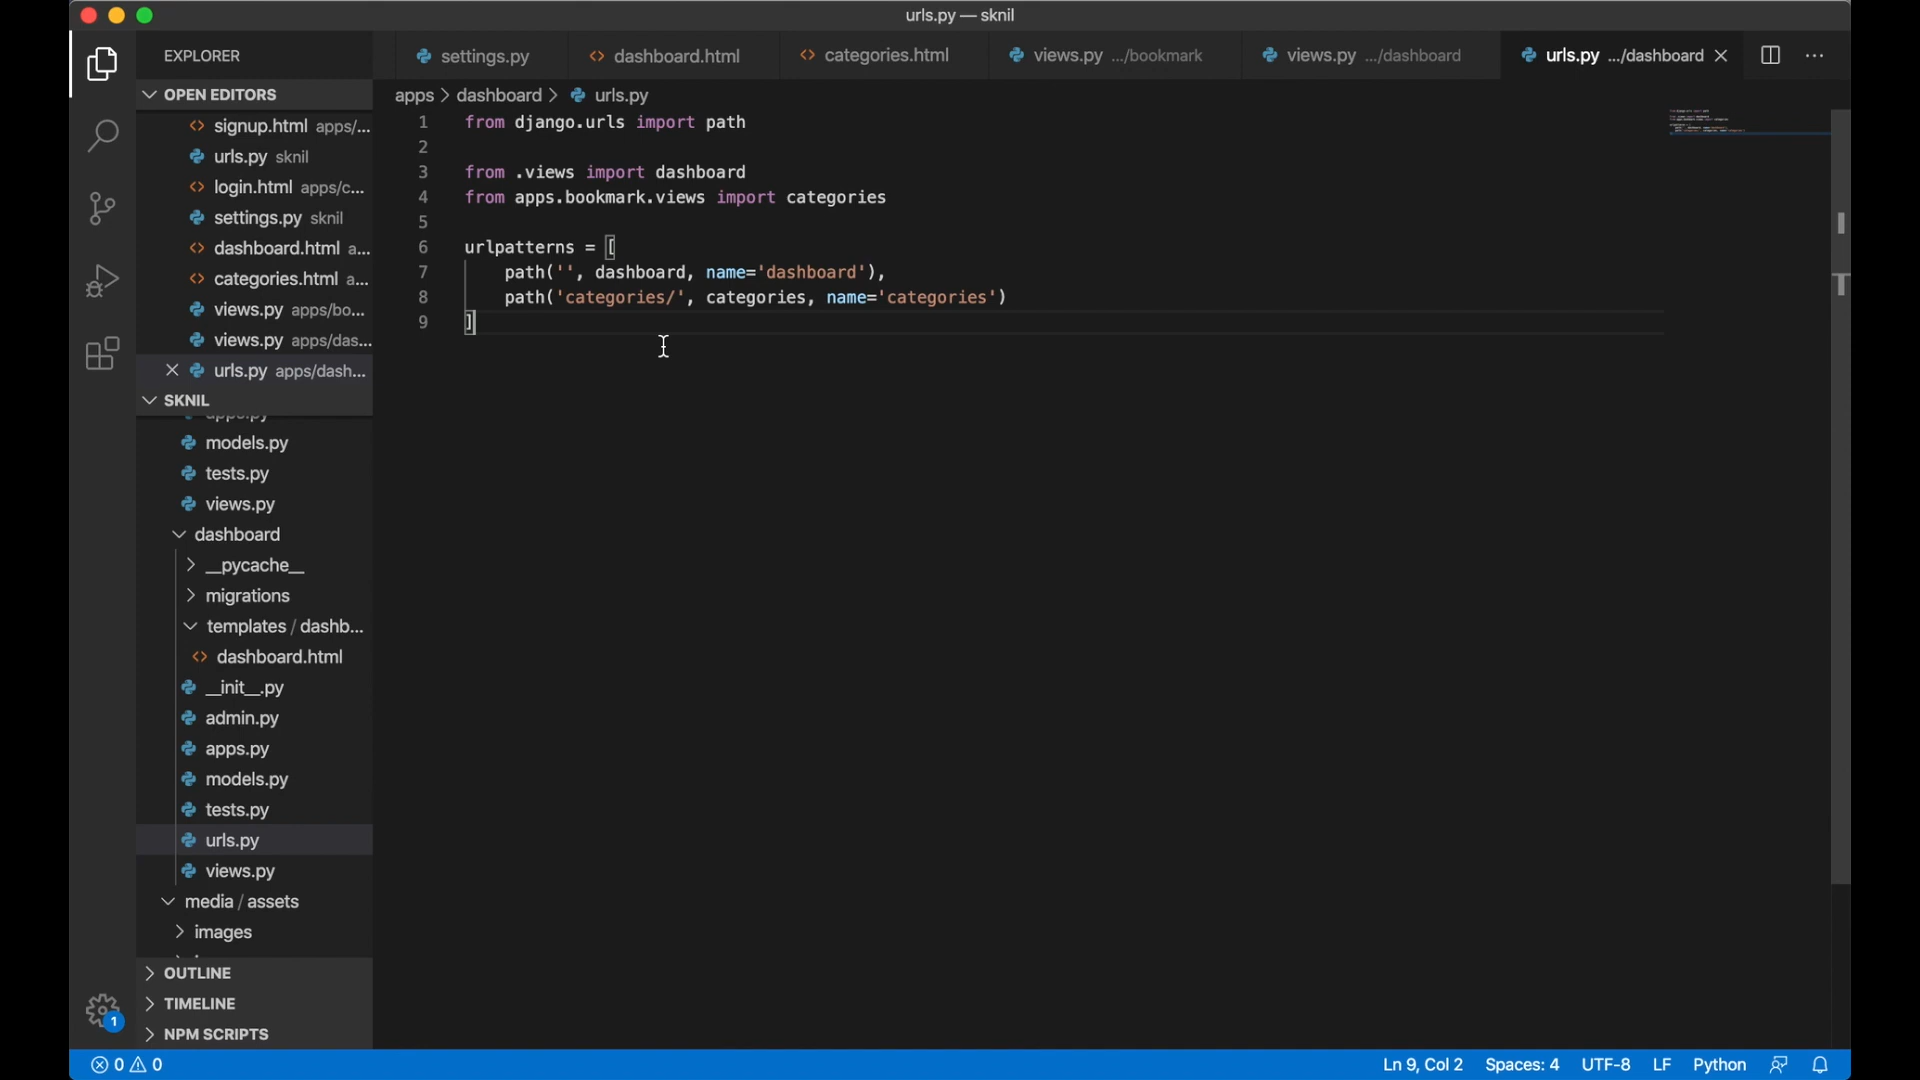 urls.py — sknil
EXPLORER
settings.py
dashboard.html
categories.html
views.py .../bookmark
views.py .../dashboard
urls.py .../dashboard
OPEN EDITORS
signup.html apps/...
urls.py sknil
login.html apps/c...
settings.py sknil
dashboard.html a...
categories.html a...
views.py apps/bo...
views.py apps/das...
urls.py apps/dash...
SKNIL
apps.py
models.py
tests.py
views.py
dashboard
__pycache__
migrations
templates / dashb...
dashboard.html
__init__.py
admin.py
apps.py
models.py
tests.py
urls.py
views.py
media / assets
images
OUTLINE
TIMELINE
NPM SCRIPTS
apps > dashboard > urls.py
1 from django.urls import path
2
3 from .views import dashboard
4 from apps.bookmark.views import categories
5
6 urlpatterns = [
7 path('', dashboard, name='dashboard'),
8 path('categories/', categories, name='categories')
9 ]
1
0 0
Ln 9, Col 2 Spaces: 4 UTF-8 LF Python